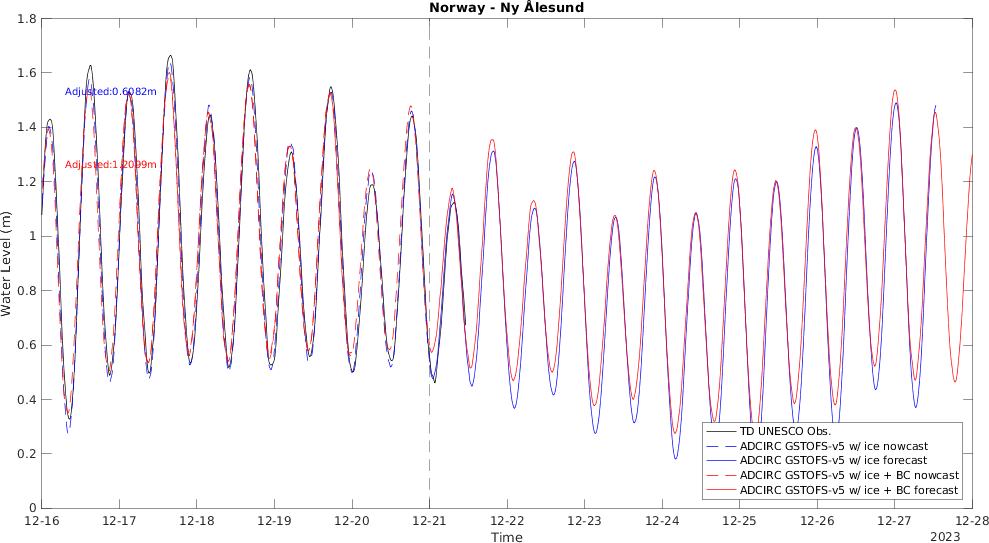 Norway - Ny Ålesund
1.8
1.6
1.4
1.2
1
0.8
0.6
0.4
0.2
0
Water Level (m)
Adjusted:0.6082m
Adjusted:1.2099m
TD UNESCO Obs.
ADCIRC GSTOFS-v5 w/ ice nowcast
ADCIRC GSTOFS-v5 w/ ice forecast
ADCIRC GSTOFS-v5 w/ ice + BC nowcast
ADCIRC GSTOFS-v5 w/ ice + BC forecast
12-16 12-17 12-18 12-19 12-20 12-21 12-22 12-23 12-24 12-25 12-26 12-27 12-28
Time
2023